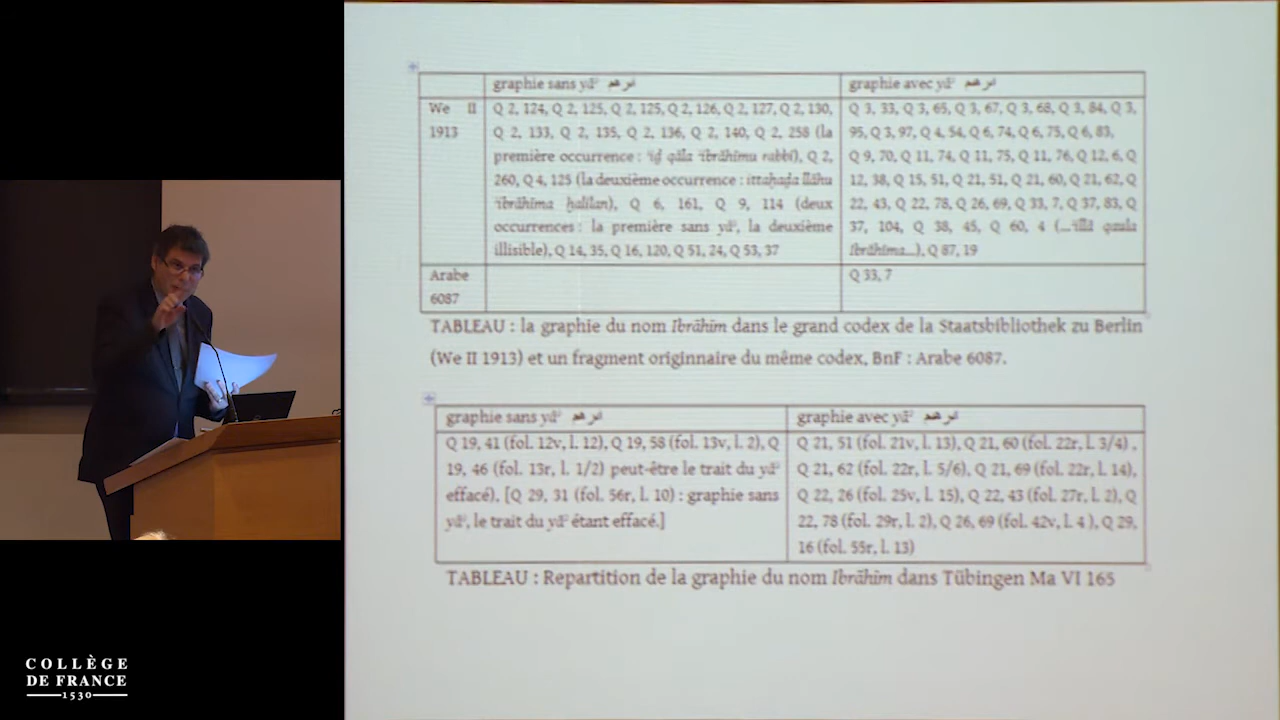 graphie sans yāʾ ابرهم
graphie avec yāʾ ابرهيم
We II
1913
Q 2, 124, Q 2, 125, Q 2, 125, Q 2, 126, Q 2, 127, Q 2, 130,
Q 2, 133, Q 2, 135, Q 2, 136, Q 2, 140, Q 2, 258 (la
première occurrence : ʾiḏ qāla ʾibrāhīmu rabbī), Q 2,
260, Q 4, 125 (la deuxième occurrence : ittaḫaḏa llāhu
ʾibrāhīma ḫalīlan), Q 6, 161, Q 9, 114 (deux
occurrences : la première sans yāʾ, la deuxième
illisible), Q 14, 35, Q 16, 120, Q 51, 24, Q 53, 37
Q 3, 33, Q 3, 65, Q 3, 67, Q 3, 68, Q 3, 84, Q 3,
95, Q 3, 97, Q 4, 54, Q 6, 74, Q 6, 75, Q 6, 83,
Q 9, 70, Q 11, 74, Q 11, 75, Q 11, 76, Q 12, 6, Q
12, 38, Q 15, 51, Q 21, 51, Q 21, 60, Q 21, 62, Q
22, 43, Q 22, 78, Q 26, 69, Q 33, 7, Q 37, 83, Q
37, 104, Q 38, 45, Q 60, 4 (...ʾillā qaula
Ibrāhīma...), Q 87, 19
Arabe
6087
Q 33, 7
TABLEAU : la graphie du nom Ibrāhīm dans le grand codex de la Staatsbibliothek zu Berlin
(We II 1913) et un fragment originnaire du même codex, BnF : Arabe 6087.
graphie sans yāʾ ابرهم
graphie avec yāʾ ابرهيم
Q 19, 41 (fol. 12v, l. 12), Q 19, 58 (fol. 13v, l. 2), Q
19, 46 (fol. 13r, l. 1/2) peut-être le trait du yāʾ
effacé). [Q 29, 31 (fol. 56r, l. 10) : graphie sans
yāʾ, le trait du yāʾ étant effacé.]
Q 21, 51 (fol. 21v, l. 13), Q 21, 60 (fol. 22r, l. 3/4) ,
Q 21, 62 (fol. 22r, l. 5/6), Q 21, 69 (fol. 22r, l. 14),
Q 22, 26 (fol. 25v, l. 15), Q 22, 43 (fol. 27r, l. 2), Q
22, 78 (fol. 29r, l. 2), Q 26, 69 (fol. 42v, l. 4 ), Q 29,
16 (fol. 55r, l. 13)
TABLEAU : Repartition de la graphie du nom Ibrāhīm dans Tübingen Ma VI 165
COLLÈGE
DE FRANCE
1530